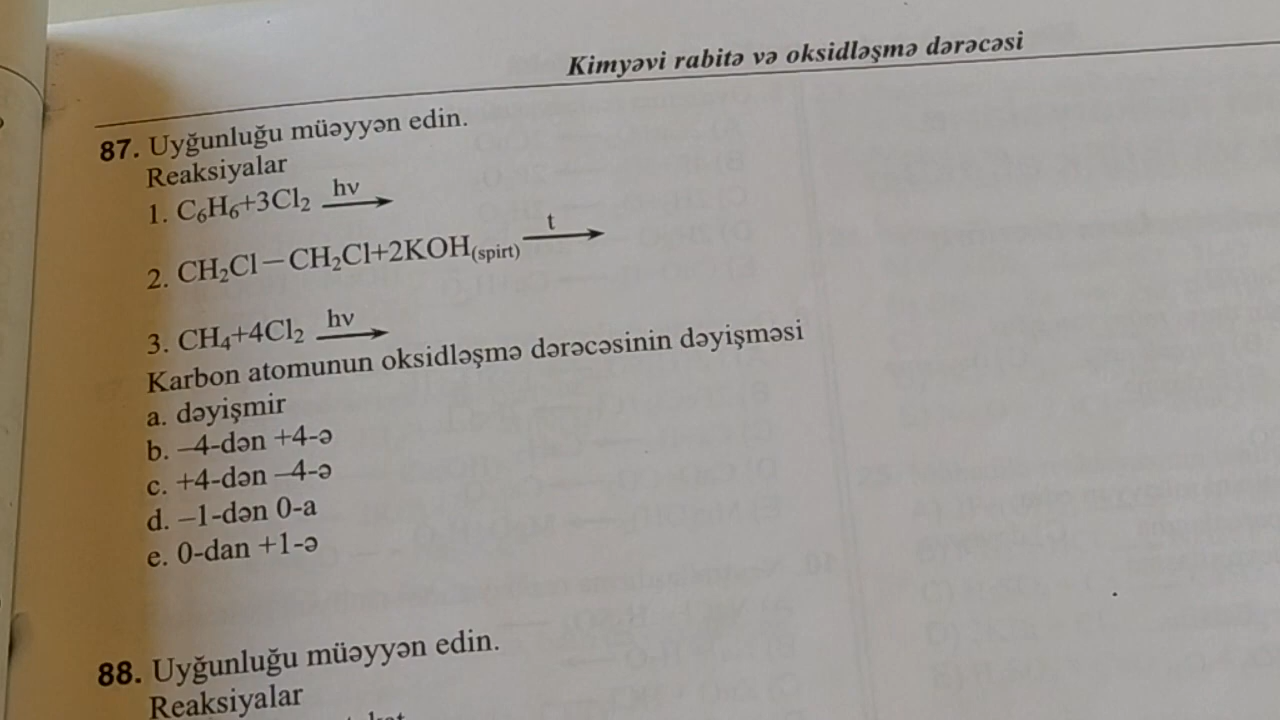 Kimyəvi rabitə və oksidləşmə dərəcəsi
87. Uyğunluğu müəyyən edin.
Reaksiyalar
1. C₆H₆+3Cl₂ hν→
2. CH₂Cl—CH₂Cl+2KOH(spirt) t→
3. CH₄+4Cl₂ hν→
Karbon atomunun oksidləşmə dərəcəsinin dəyişməsi
a. dəyişmir
b. –4-dən +4-ə
c. +4-dən –4-ə
d. –1-dən 0-a
e. 0-dan +1-ə
88. Uyğunluğu müəyyən edin.
Reaksiyalar